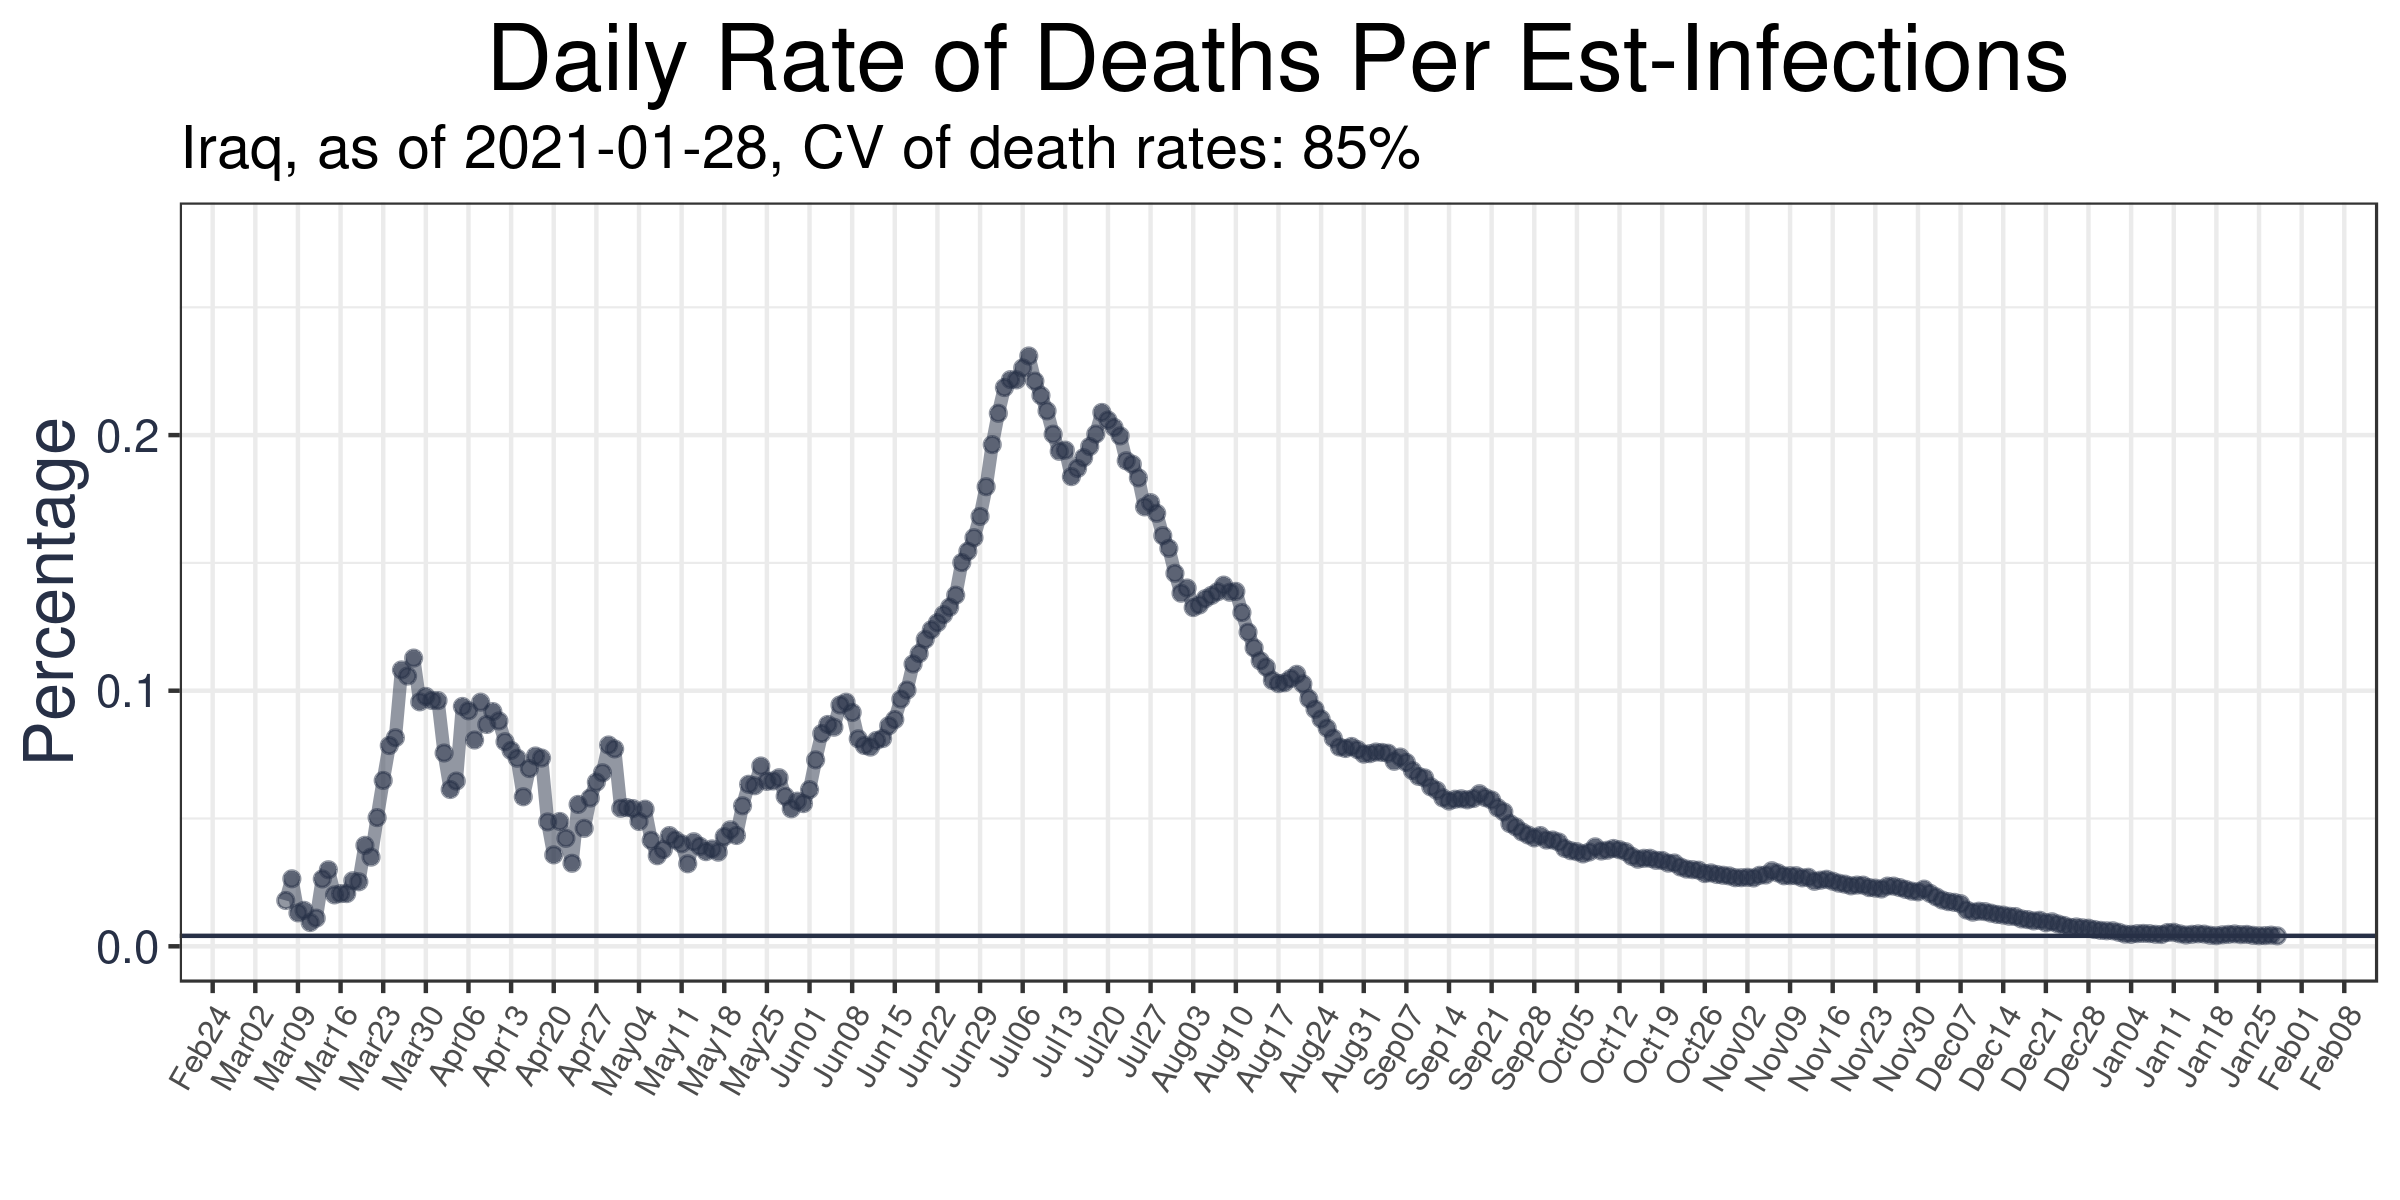 Daily Rate of Deaths Per Est-Infections
Iraq, as of 2021-01-28, CV of death rates: 85%
Percentage
0.2
0.1
0.0
Feb24
Mar02
Mar09
Mar16
Mar23
Mar30
Apr06
Apr13
Apr20
Apr27
May04
May11
May18
May25
Jun01
Jun08
Jun15
Jun22
Jun29
Jul06
Jul13
Jul20
Jul27
Aug03
Aug10
Aug17
Aug24
Aug31
Sep07
Sep14
Sep21
Sep28
Oct05
Oct12
Oct19
Oct26
Nov02
Nov09
Nov16
Nov23
Nov30
Dec07
Dec14
Dec21
Dec28
Jan04
Jan11
Jan18
Jan25
Feb01
Feb08